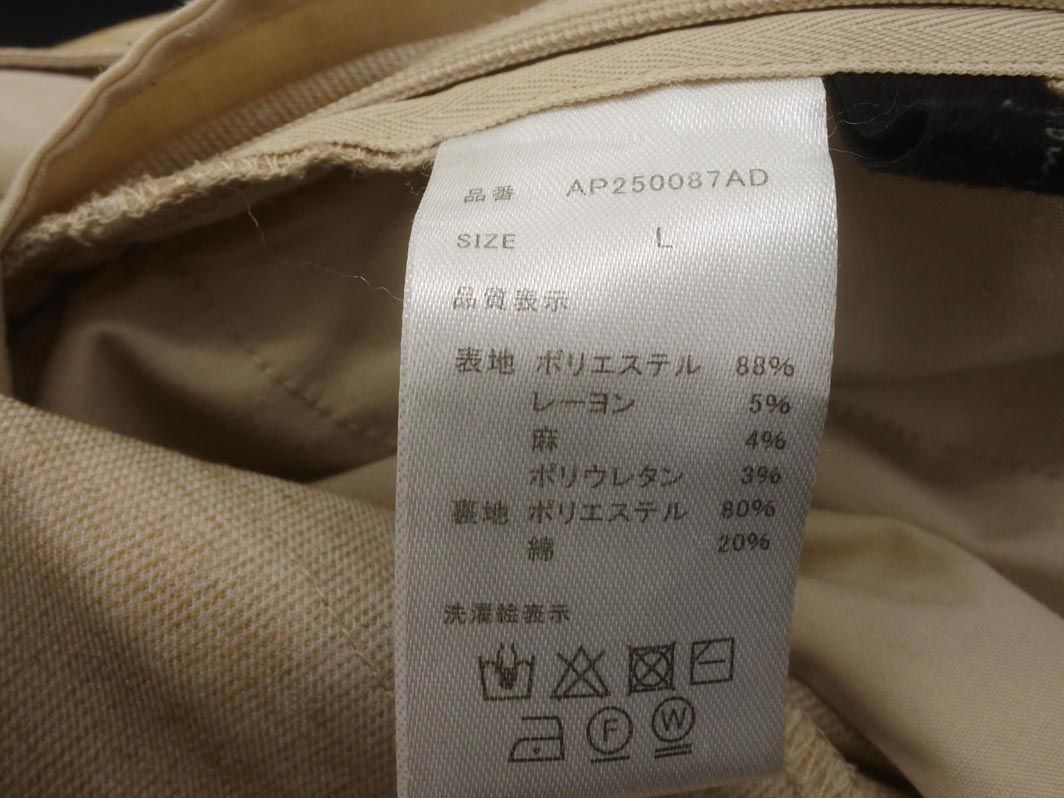 品番 AP250087AD
SIZE L
品質表示
表地 ポリエステル 88%
レーヨン 5%
麻 4%
ポリウレタン 3%
裏地 ポリエステル 80%
綿 20%
洗濯絵表示
F W